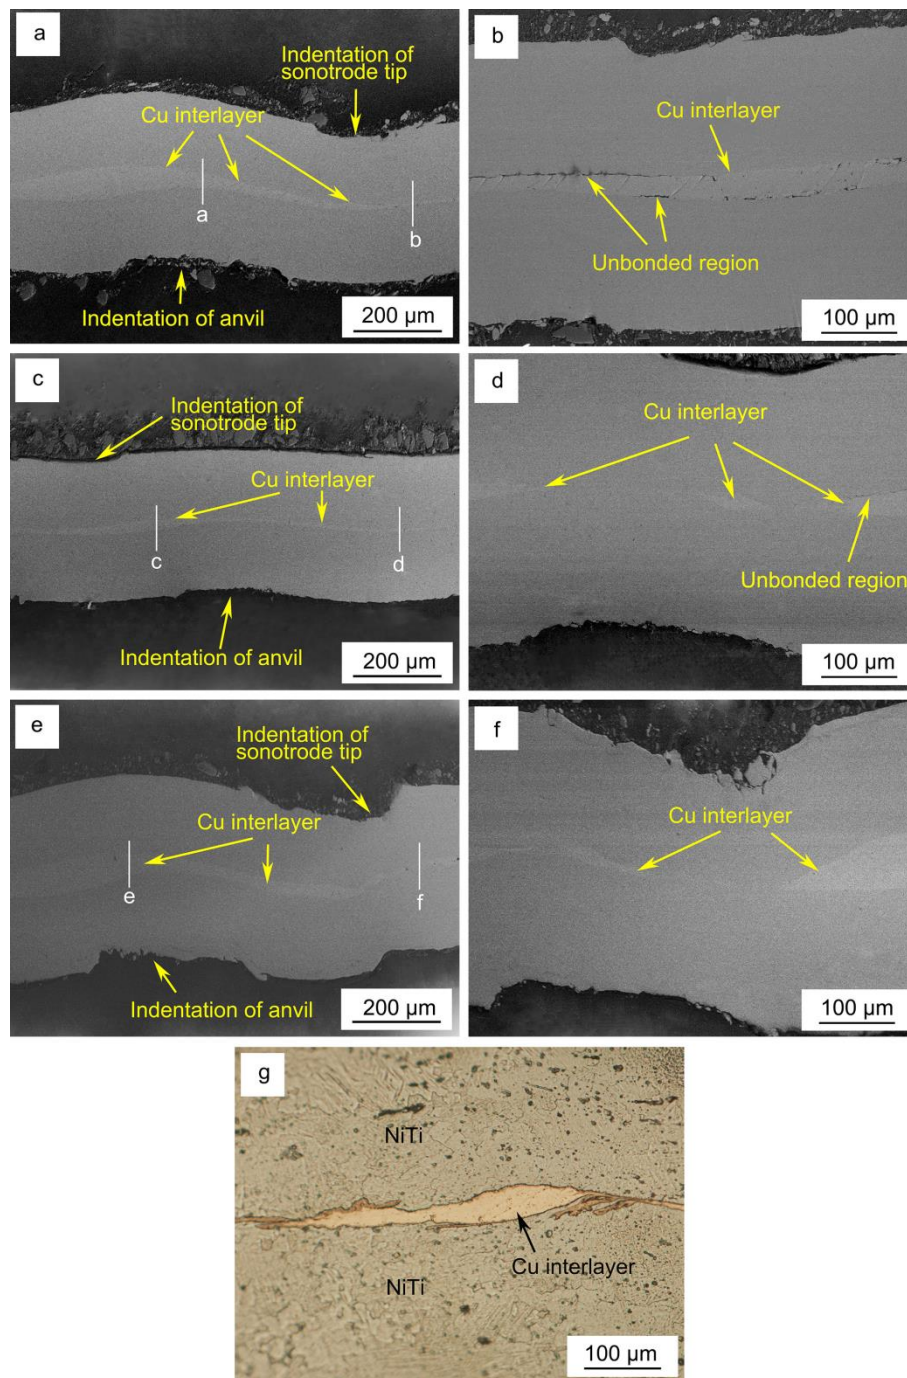 a
Indentation of
sonotrode tip
Cu interlayer
a
b
Indentation of anvil
200 µm
b
Cu interlayer
Unbonded region
100 µm
c
Indentation of
sonotrode tip
Cu interlayer
c
d
Indentation of anvil
200 µm
d
Cu interlayer
Unbonded region
100 µm
e
Indentation of
sonotrode tip
Cu interlayer
e
f
Indentation of anvil
200 µm
f
Cu interlayer
100 µm
g
NiTi
Cu interlayer
NiTi
100 µm